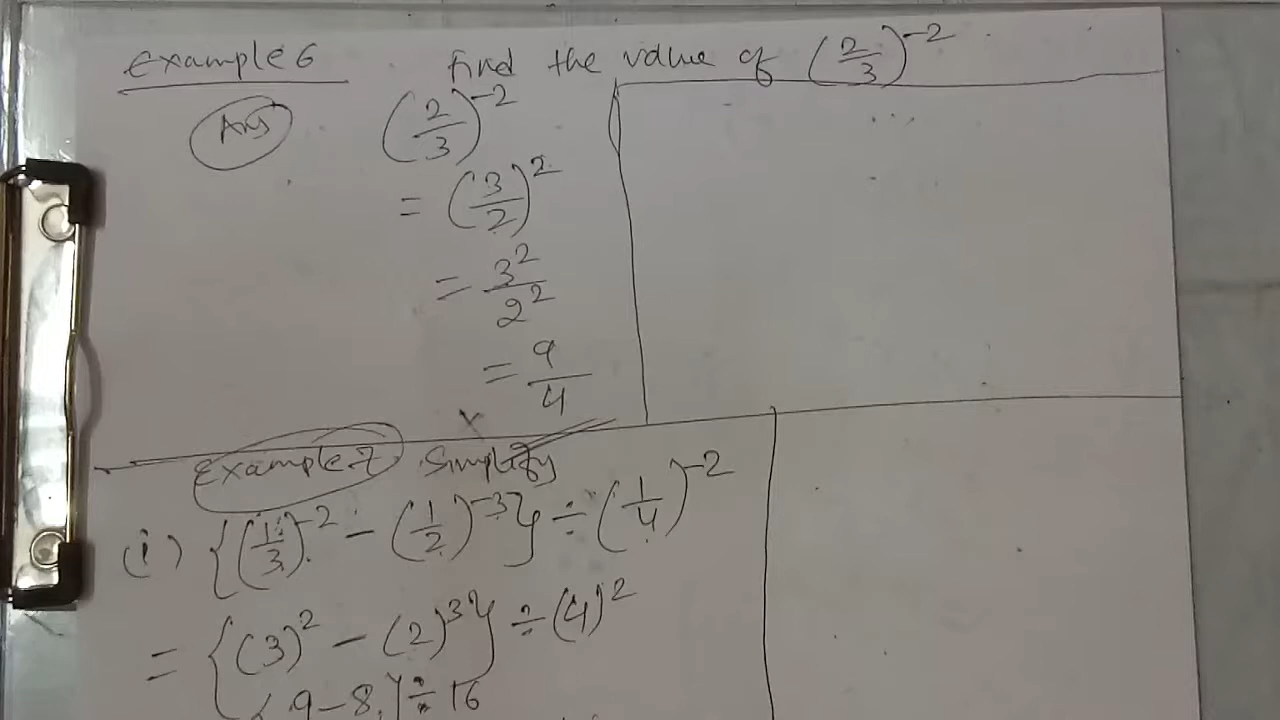 Example 6 find the value of (2/3)^-2
Ans (2/3)^-2
= (3/2)^2
= 3^2/2^2
= 9/4
Example 7 Simplify
(i) {(1/3)^-2 - (1/2)^-3} ÷ (1/4)^-2
= {(3)^2 - (2)^3} ÷ (4)^2
{9-8} ÷ 16